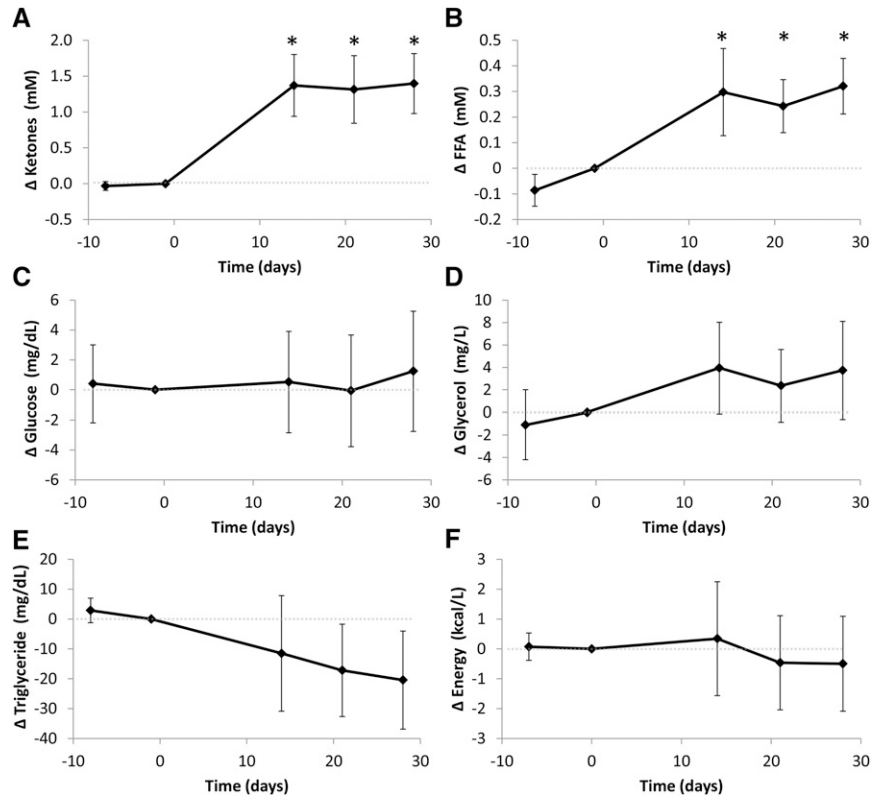 A
Δ Ketones (mM)
2.0
1.5
1.0
0.5
0.0
-0.5
* * *
-10 0 10 20 30
Time (days)
B
Δ FFA (mM)
0.5
0.4
0.3
0.2
0.1
0
-0.1
-0.2
* * *
-10 0 10 20 30
Time (days)
C
Δ Glucose (mg/dL)
6
4
2
0
-2
-4
-6
-10 0 10 20 30
Time (days)
D
Δ Glycerol (mg/L)
10
8
6
4
2
0
-2
-4
-6
-10 0 10 20 30
Time (days)
E
Δ Triglyceride (mg/dL)
20
10
0
-10
-20
-30
-40
-10 0 10 20 30
Time (days)
F
Δ Energy (kcal/L)
3
2
1
0
-1
-2
-3
-10 0 10 20 30
Time (days)